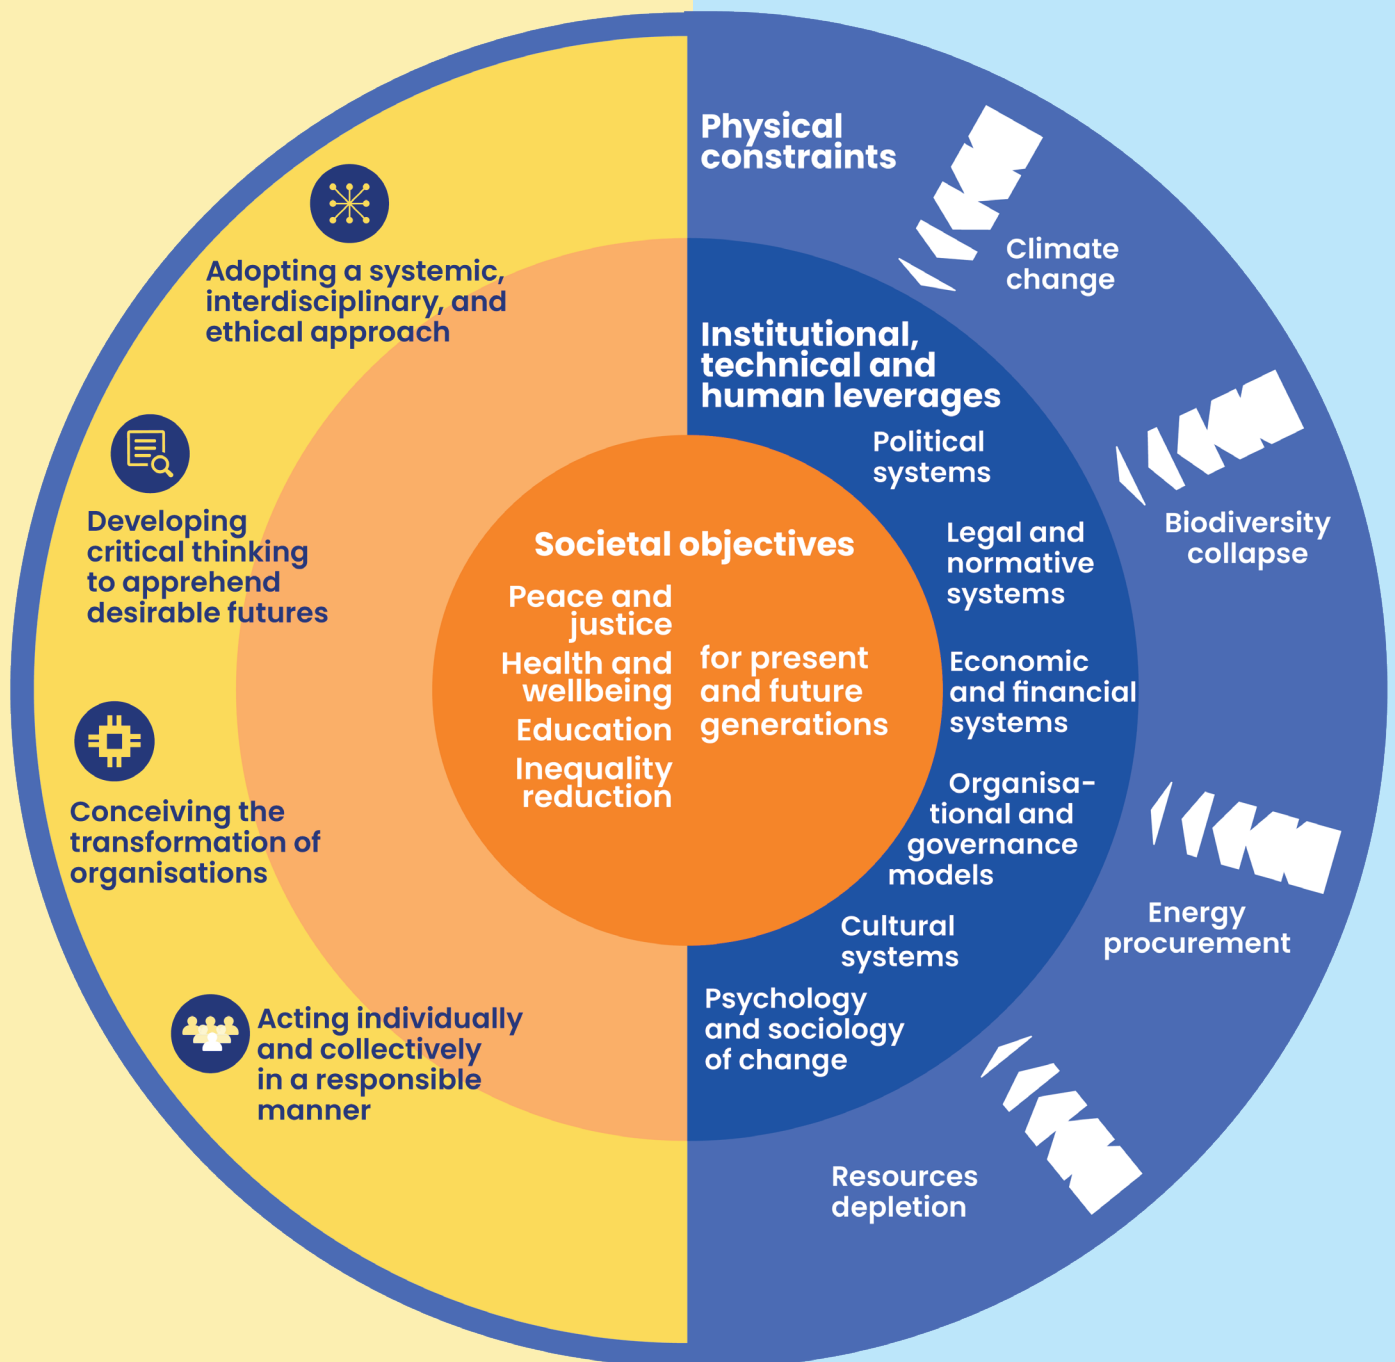 Physical
constraints
Climate
change
Biodiversity
collapse
Energy
procurement
Resources
depletion
Institutional,
technical and
human leverages
Political
systems
Legal and
normative
systems
Economic
and financial
systems
Organisa-
tional and
governance
models
Cultural
systems
Psychology
and sociology
of change
Societal objectives
Peace and
justice
Health and
wellbeing
Education
Inequality
reduction
for present
and future
generations
Adopting a systemic,
interdisciplinary, and
ethical approach
Developing
critical thinking
to apprehend
desirable futures
Conceiving the
transformation of
organisations
Acting individually
and collectively
in a responsible
manner